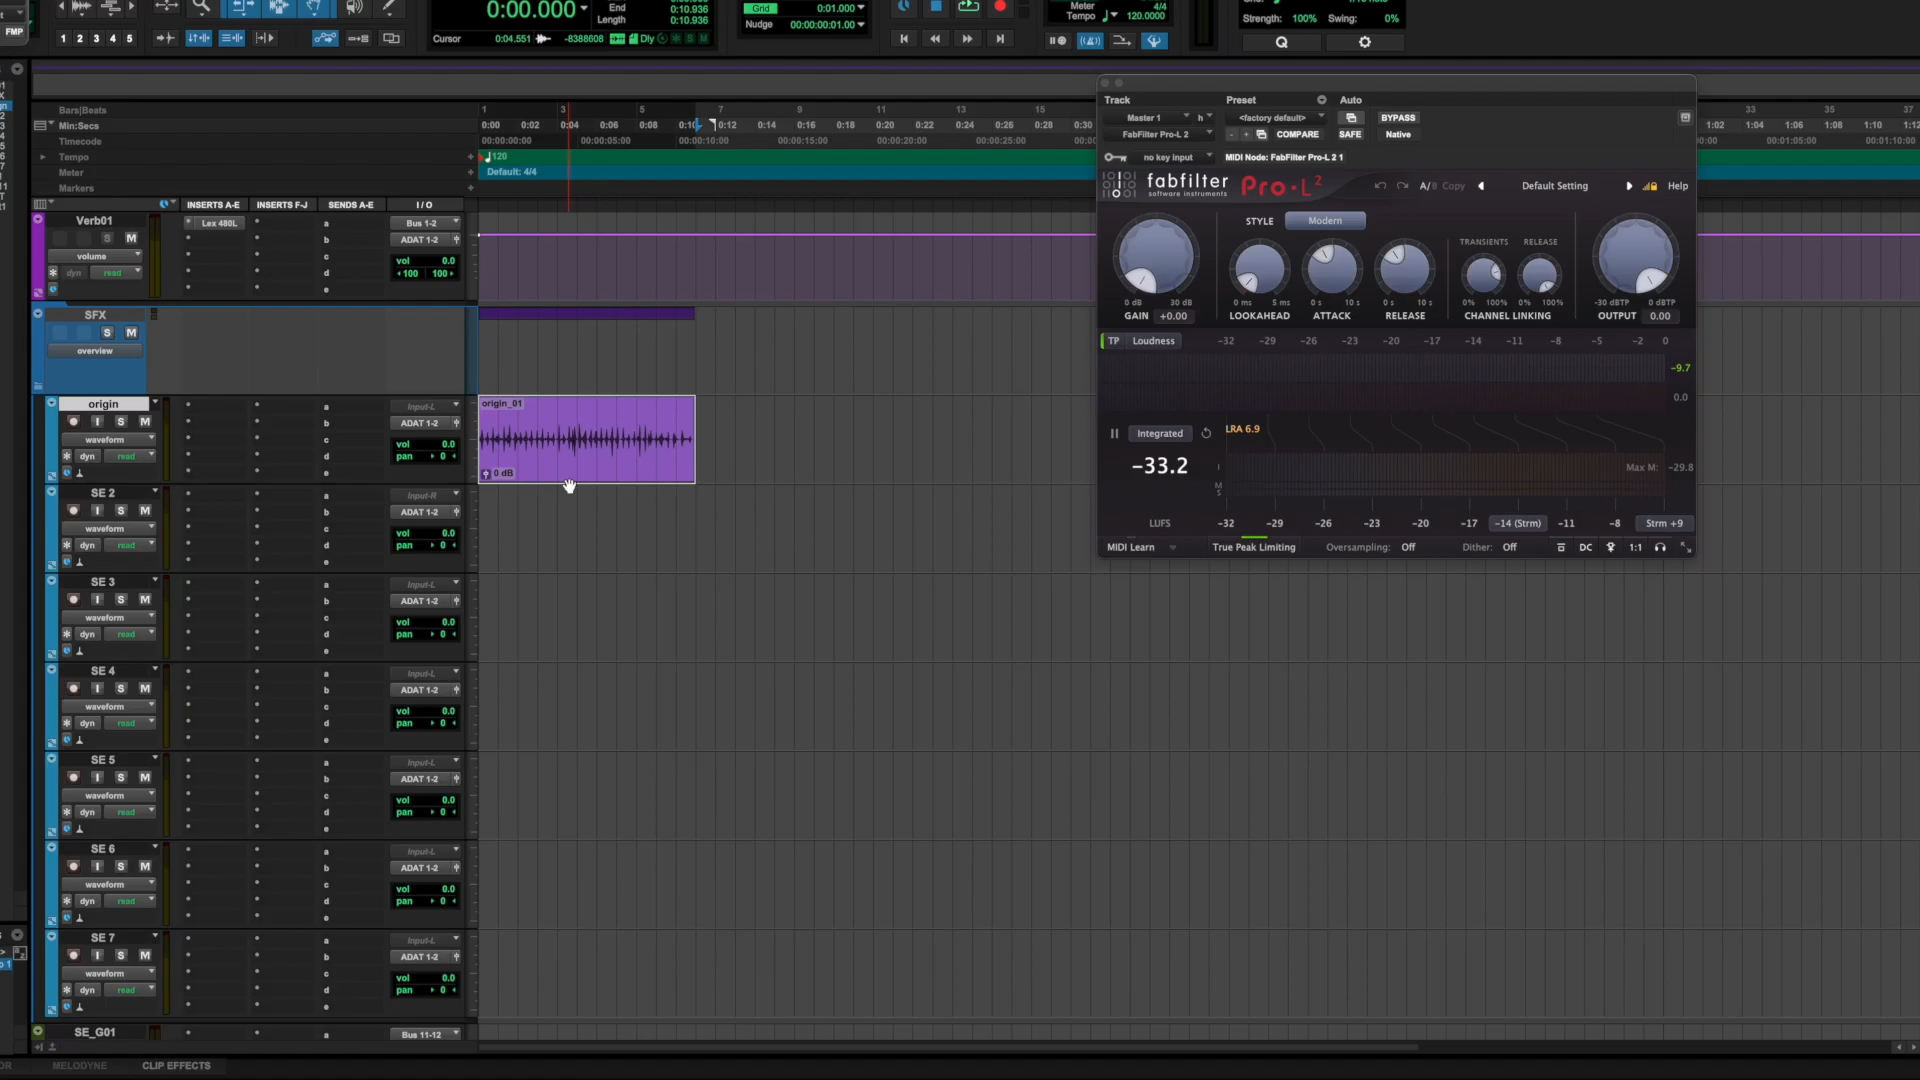 FMP
1 2 3 4 5
0:00.000
End 0:10.936
Length 0:10.936
Cursor 0:04.551 -8388608 Dly S M
Grid 0:01.000
Nudge 00:00:00:01.00
Meter 4/4
Tempo 120.0000
Strength: 100% Swing: 0%
Q
Bars|Beats 1 3 5 7 9 11 13 15 33 35 37
Min:Secs 0:00 0:02 0:04 0:06 0:08 0:10 0:12 0:14 0:16 0:18 0:20 0:22 0:24 0:26 0:28 0:30 1:02 1:04 1:06 1:08 1:10 1:12
Timecode 00:00:00:00 00:00:05:00 00:00:10:00 00:00:15:00 00:00:20:00 00:00:25:00 00:01:05:00 00:01:10:00
Tempo 120
Meter Default: 4/4
Markers
INSERTS A-E INSERTS F-J SENDS A-E I / O
Verb01 Lex 480L a Bus 1-2
S M b ADAT 1-2
volume c vol 0.0
dyn read d 100 100
e
SFX
S M
overview
origin a Input-L
I S M b ADAT 1-2
waveform c vol 0.0
dyn read d pan 0
e
origin_01
0 dB
SE 2 a Input-R
I S M b ADAT 1-2
waveform c vol 0.0
dyn read d pan 0
e
SE 3 a Input-L
I S M b ADAT 1-2
waveform c vol 0.0
dyn read d pan 0
e
SE 4 a Input-L
I S M b ADAT 1-2
waveform c vol 0.0
dyn read d pan 0
e
SE 5 a Input-L
I S M b ADAT 1-2
waveform c vol 0.0
dyn read d pan 0
e
SE 6 a Input-L
I S M b ADAT 1-2
waveform c vol 0.0
dyn read d pan 0
e
SE 7 a Input-L
I S M b ADAT 1-2
waveform c vol 0.0
dyn read d pan 0
e
SE_G01 a Bus 11-12
MELODYNE CLIP EFFECTS
Track Preset Auto
Master 1 h <factory default> BYPASS
FabFilter Pro-L 2 - + COMPARE SAFE Native
no key input MIDI Node: FabFilter Pro-L 2 1
fabfilter Pro·L 2 A/B Copy Default Setting Help
software instruments
STYLE Modern
TRANSIENTS RELEASE
0 dB 30 dB 0 ms 5 ms 0 s 10 s 0 s 10 s 0% 100% 0% 100% -30 dBTP 0 dBTP
GAIN +0.00 LOOKAHEAD ATTACK RELEASE CHANNEL LINKING OUTPUT 0.00
TP Loudness -32 -29 -26 -23 -20 -17 -14 -11 -8 -5 -2 0
-9.7
0.0
Integrated LRA 6.9
-33.2 I Max M: -29.8
M
S
LUFS -32 -29 -26 -23 -20 -17 -14 (Strm) -11 -8 Strm +9
MIDI Learn True Peak Limiting Oversampling: Off Dither: Off DC 1:1